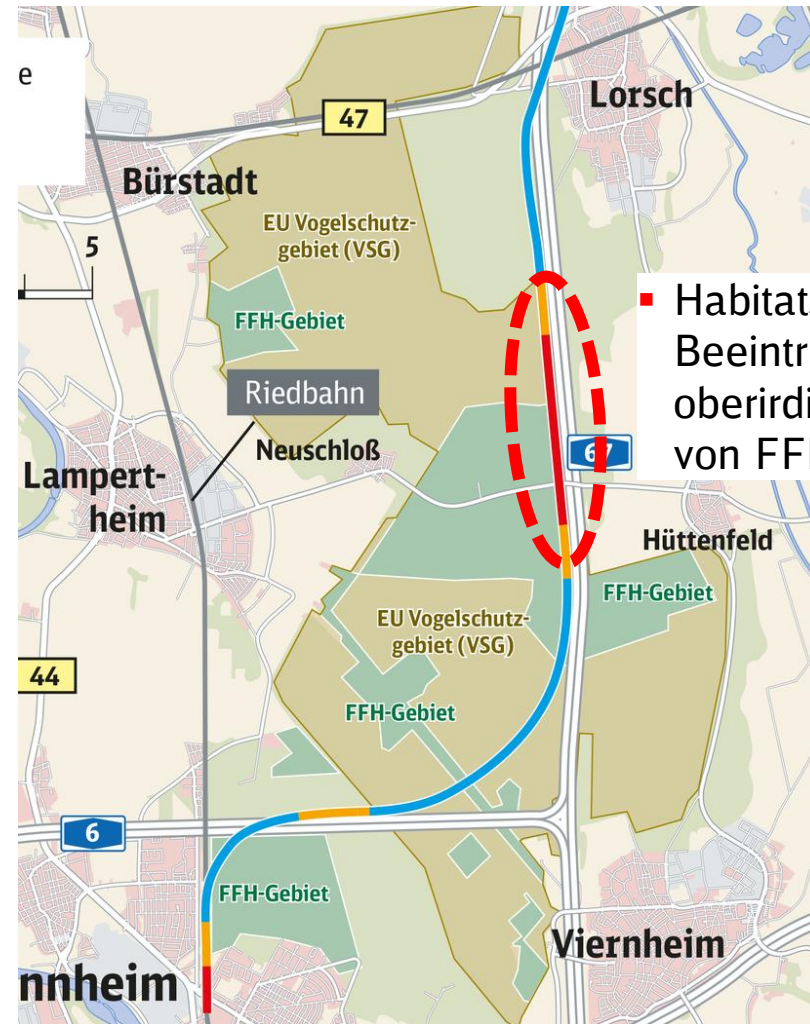 e
Lorsch
47
Bürstadt
EU Vogelschutz-
gebiet (VSG)
5
FFH-Gebiet
▪ Habitat
Beeintr
oberirdi
von FF
Riedbahn
Neuschloß
67
Lampert-
heim
Hüttenfeld
FFH-Gebiet
EU Vogelschutz-
gebiet (VSG)
44
FFH-Gebiet
6
FFH-Gebiet
Viernheim
nnheim